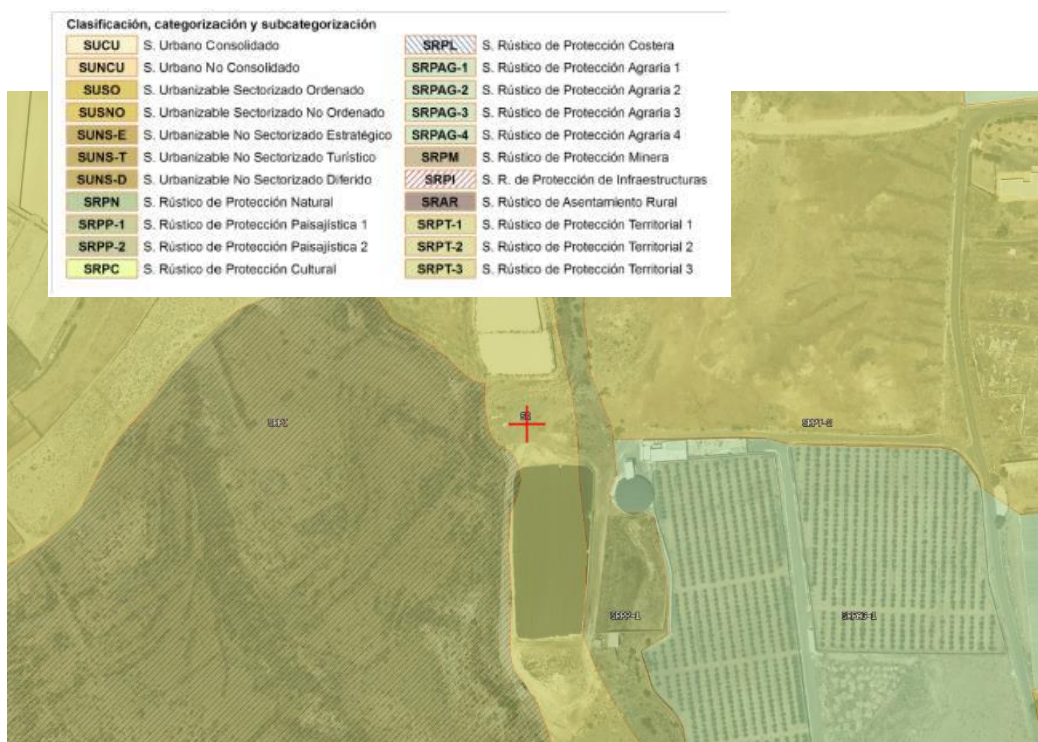 Clasificación, categorización y subcategorización
SUCU S. Urbano Consolidado
SUNCU S. Urbano No Consolidado
SUSO S. Urbanizable Sectorizado Ordenado
SUSNO S. Urbanizable Sectorizado No Ordenado
SUNS-E S. Urbanizable No Sectorizado Estratégico
SUNS-T S. Urbanizable No Sectorizado Turístico
SUNS-D S. Urbanizable No Sectorizado Diferido
SRPN S. Rústico de Protección Natural
SRPP-1 S. Rústico de Protección Paisajística 1
SRPP-2 S. Rústico de Protección Paisajística 2
SRPC S. Rústico de Protección Cultural
SRPL S. Rústico de Protección Costera
SRPAG-1 S. Rústico de Protección Agraria 1
SRPAG-2 S. Rústico de Protección Agraria 2
SRPAG-3 S. Rústico de Protección Agraria 3
SRPAG-4 S. Rústico de Protección Agraria 4
SRPM S. Rústico de Protección Minera
SRPI S. R. de Protección de Infraestructuras
SRAR S. Rústico de Asentamiento Rural
SRPT-1 S. Rústico de Protección Territorial 1
SRPT-2 S. Rústico de Protección Territorial 2
SRPT-3 S. Rústico de Protección Territorial 3
SRPI
SRPP-1
SRPAG-1